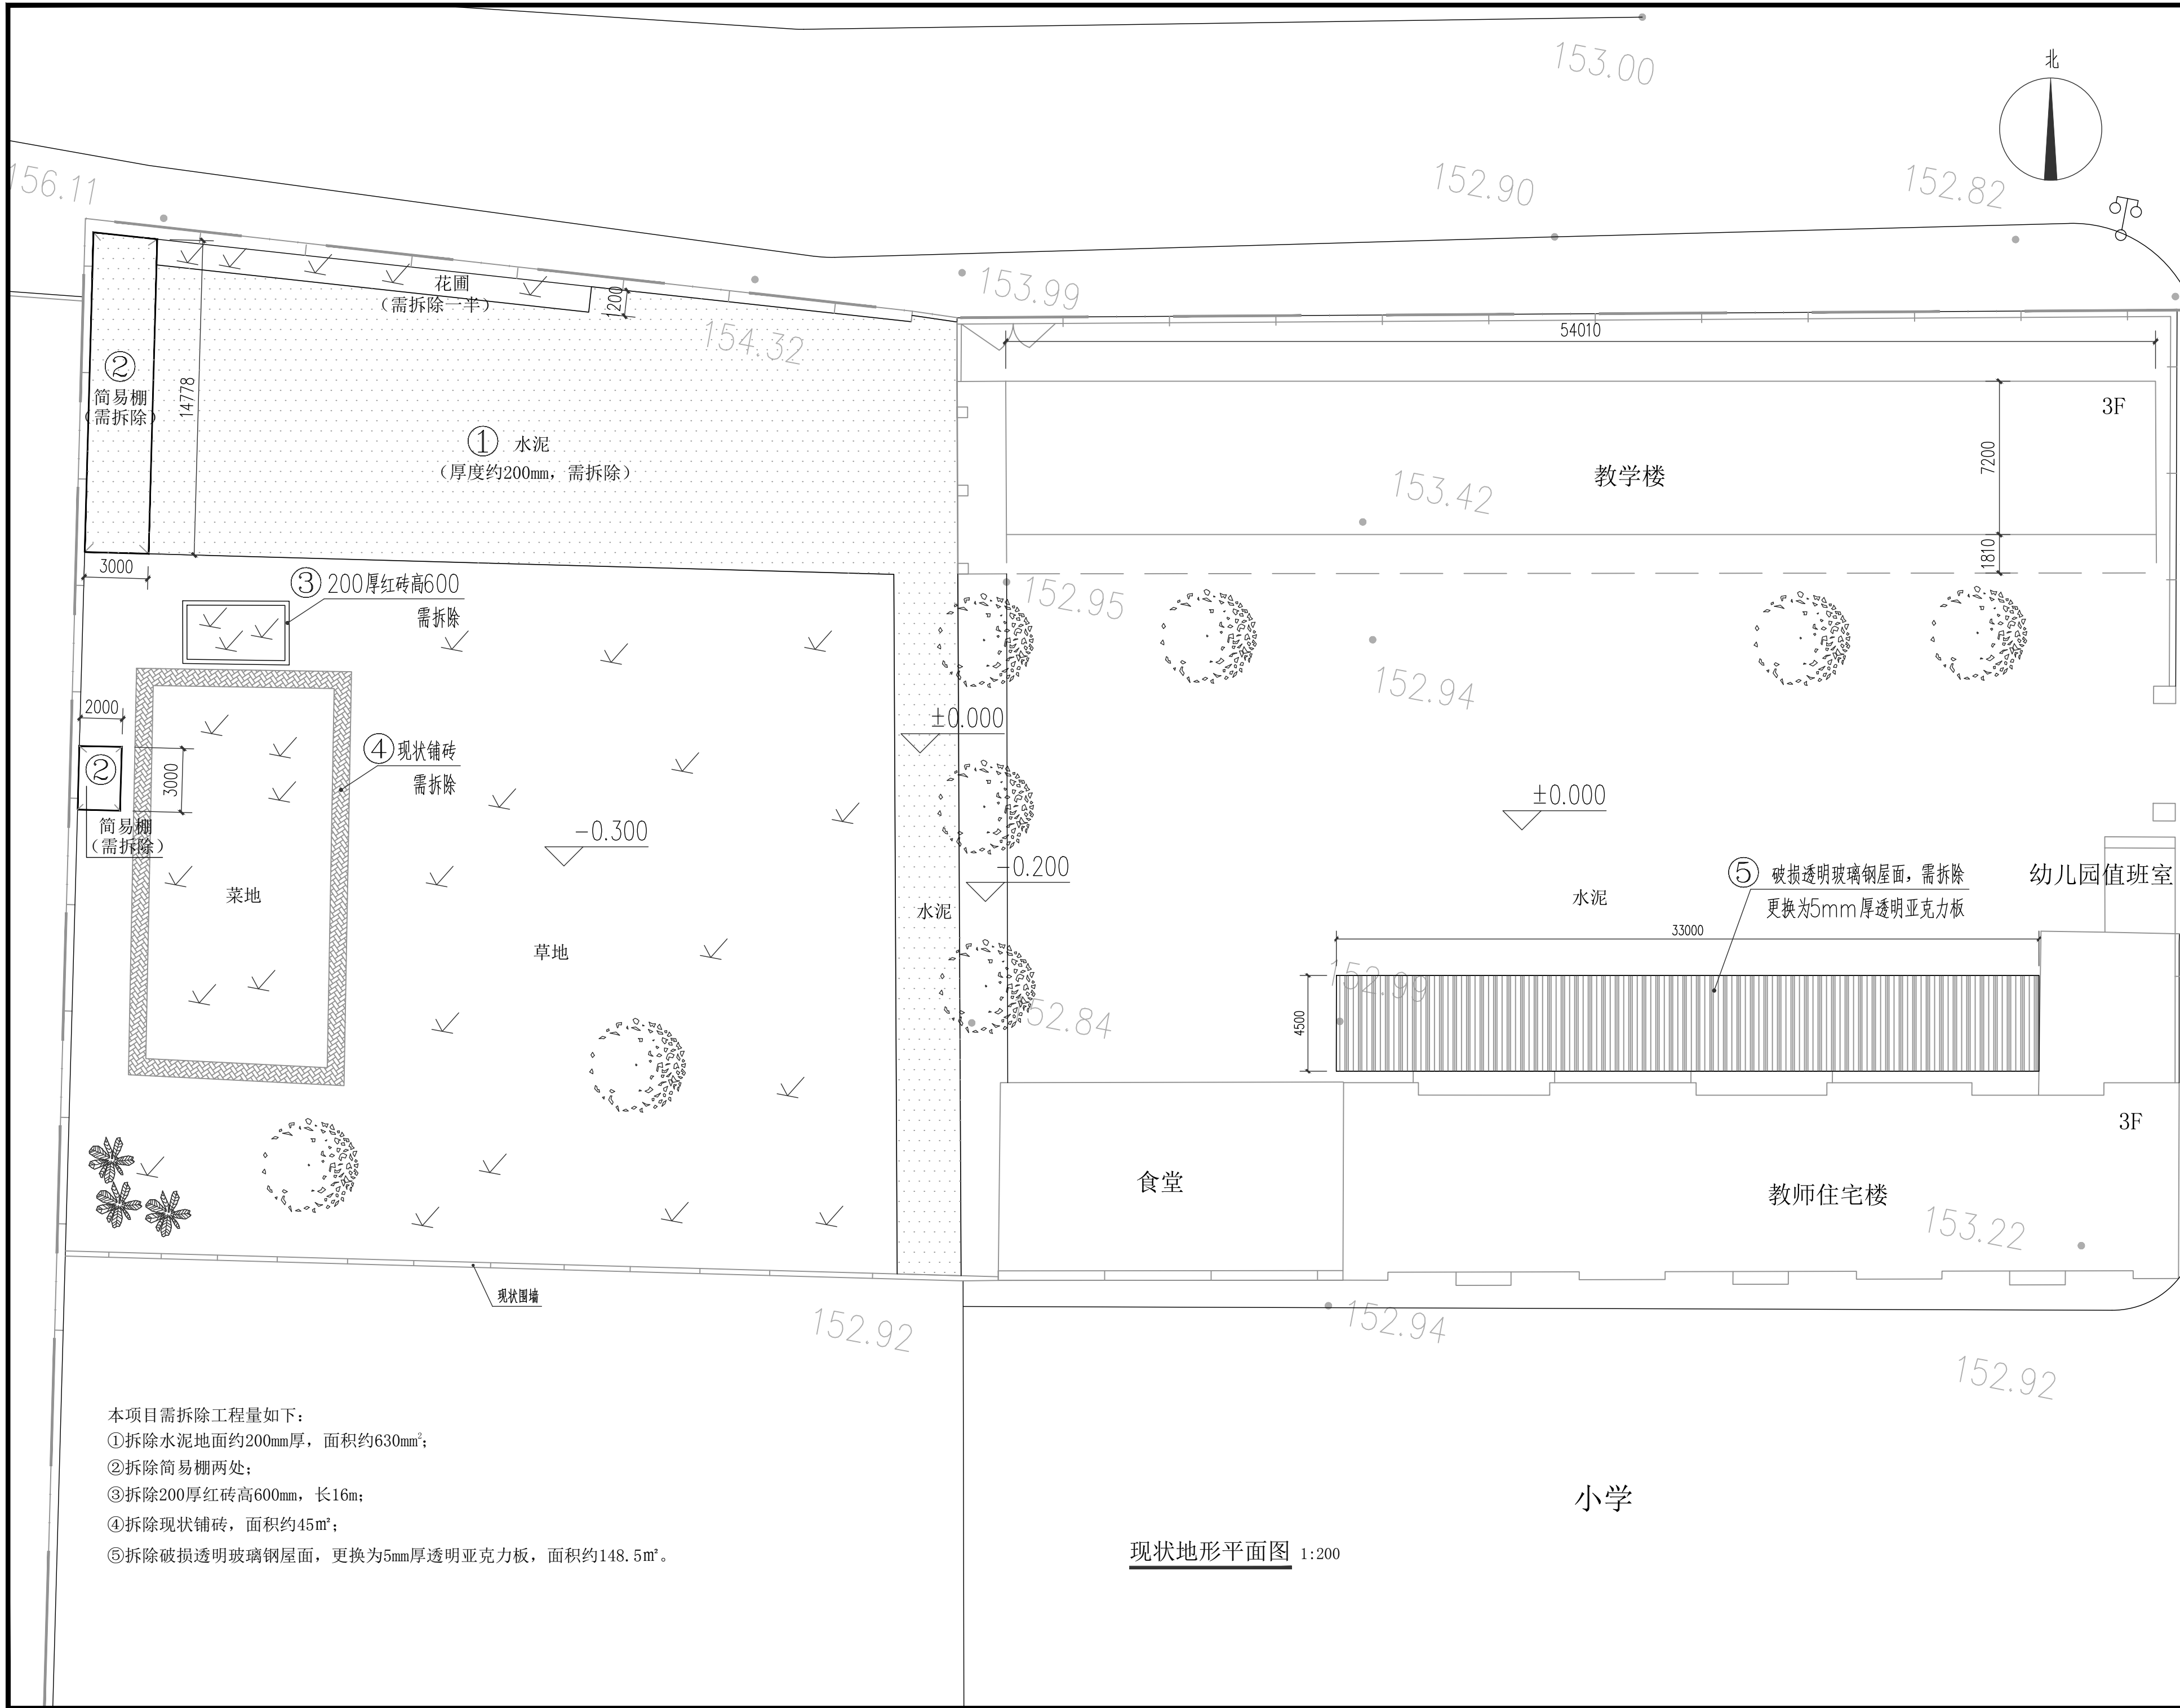 153.00
北
156.11
152.90
152.82
153.99
花圃
（需拆除一半）
1200
154.32
54010
②
简易棚
（需拆除）
14778
3F
① 水泥
（厚度约200mm，需拆除）
7200
教学楼
153.42
1810
3000
③ 200厚红砖高600
需拆除
152.95
152.94
2000
±0.000
②
3000
④ 现状铺砖
需拆除
±0.000
简易棚
（需拆除）
-0.300
-0.200
⑤ 破损透明玻璃钢屋面，需拆除
更换为5mm厚透明亚克力板
幼儿园值班室
菜地
水泥
水泥
草地
33000
152.99
4500
152.84
3F
食堂
教师住宅楼
153.22
现状围墙
152.92
152.94
152.92
本项目需拆除工程量如下：
①拆除水泥地面约200mm厚，面积约630mm²；
②拆除简易棚两处；
③拆除200厚红砖高600mm，长16m；
④拆除现状铺砖，面积约45㎡；
⑤拆除破损透明玻璃钢屋面，更换为5mm厚透明亚克力板，面积约148.5㎡。
小学
现状地形平面图 1:200